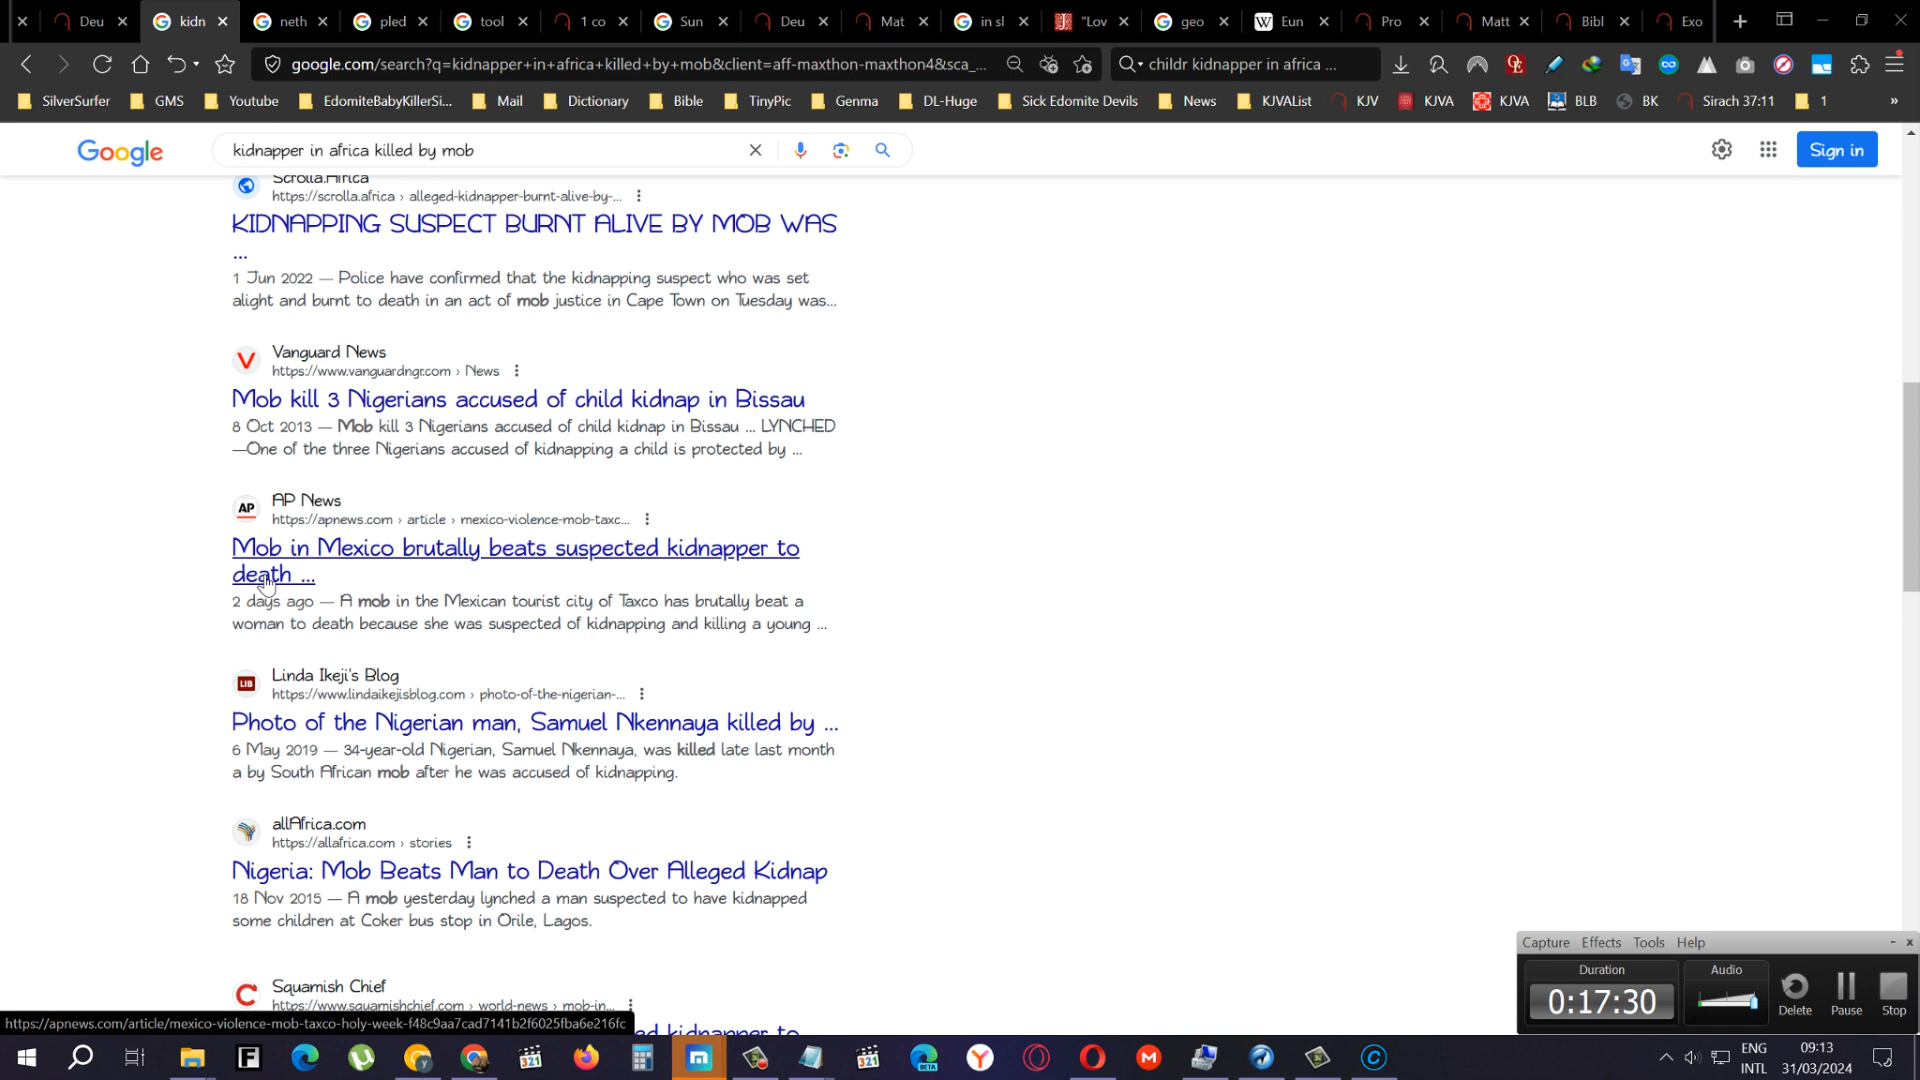 Deu
kidn
neth
pled
tool
1 co
Sun
Deu
Mat
in sl
"Lov
geo
Eun
Pro
Matt
Bibl
Exo
google.com/search?q=kidnapper+in+africa+killed+by+mob&client=aff-maxthon-maxthon4&sca_...
childr kidnapper in africa ...
SilverSurfer
GMS
Youtube
EdomiteBabyKillerSi...
Mail
Dictionary
Bible
TinyPic
Genma
DL-Huge
Sick Edomite Devils
News
KJVAList
KJV
KJVA
KJVA
BLB
BK
Sirach 37:11
1
»
Google
kidnapper in africa killed by mob
Sign in
Scrolla.Africa
https://scrolla.africa › alleged-kidnapper-burnt-alive-by-...
KIDNAPPING SUSPECT BURNT ALIVE BY MOB WAS
...
1 Jun 2022 — Police have confirmed that the kidnapping suspect who was set
alight and burnt to death in an act of mob justice in Cape Town on Tuesday was...
Vanguard News
https://www.vanguardngr.com › News
Mob kill 3 Nigerians accused of child kidnap in Bissau
8 Oct 2013 — Mob kill 3 Nigerians accused of child kidnap in Bissau ... LYNCHED
—One of the three Nigerians accused of kidnapping a child is protected by ...
AP
AP News
https://apnews.com › article › mexico-violence-mob-taxc...
Mob in Mexico brutally beats suspected kidnapper to
death ...
2 days ago — A mob in the Mexican tourist city of Taxco has brutally beat a
woman to death because she was suspected of kidnapping and killing a young ...
LIB
Linda Ikeji's Blog
https://www.lindaikejisblog.com › photo-of-the-nigerian-...
Photo of the Nigerian man, Samuel Nkennaya killed by ...
6 May 2019 — 34-year-old Nigerian, Samuel Nkennaya, was killed late last month
a by South African mob after he was accused of kidnapping.
allAfrica.com
https://allafrica.com › stories
Nigeria: Mob Beats Man to Death Over Alleged Kidnap
18 Nov 2015 — A mob yesterday lynched a man suspected to have kidnapped
some children at Coker bus stop in Orile, Lagos.
Squamish Chief
https://www.squamishchief.com › world-news › mob-in...
ed kidnapper to
https://apnews.com/article/mexico-violence-mob-taxco-holy-week-f48c9aa7cad7141b2f6025fba6e216fc
Capture Effects Tools Help
Duration
Audio
0:17:30
Delete
Pause
Stop
ENG
INTL
09:13
31/03/2024